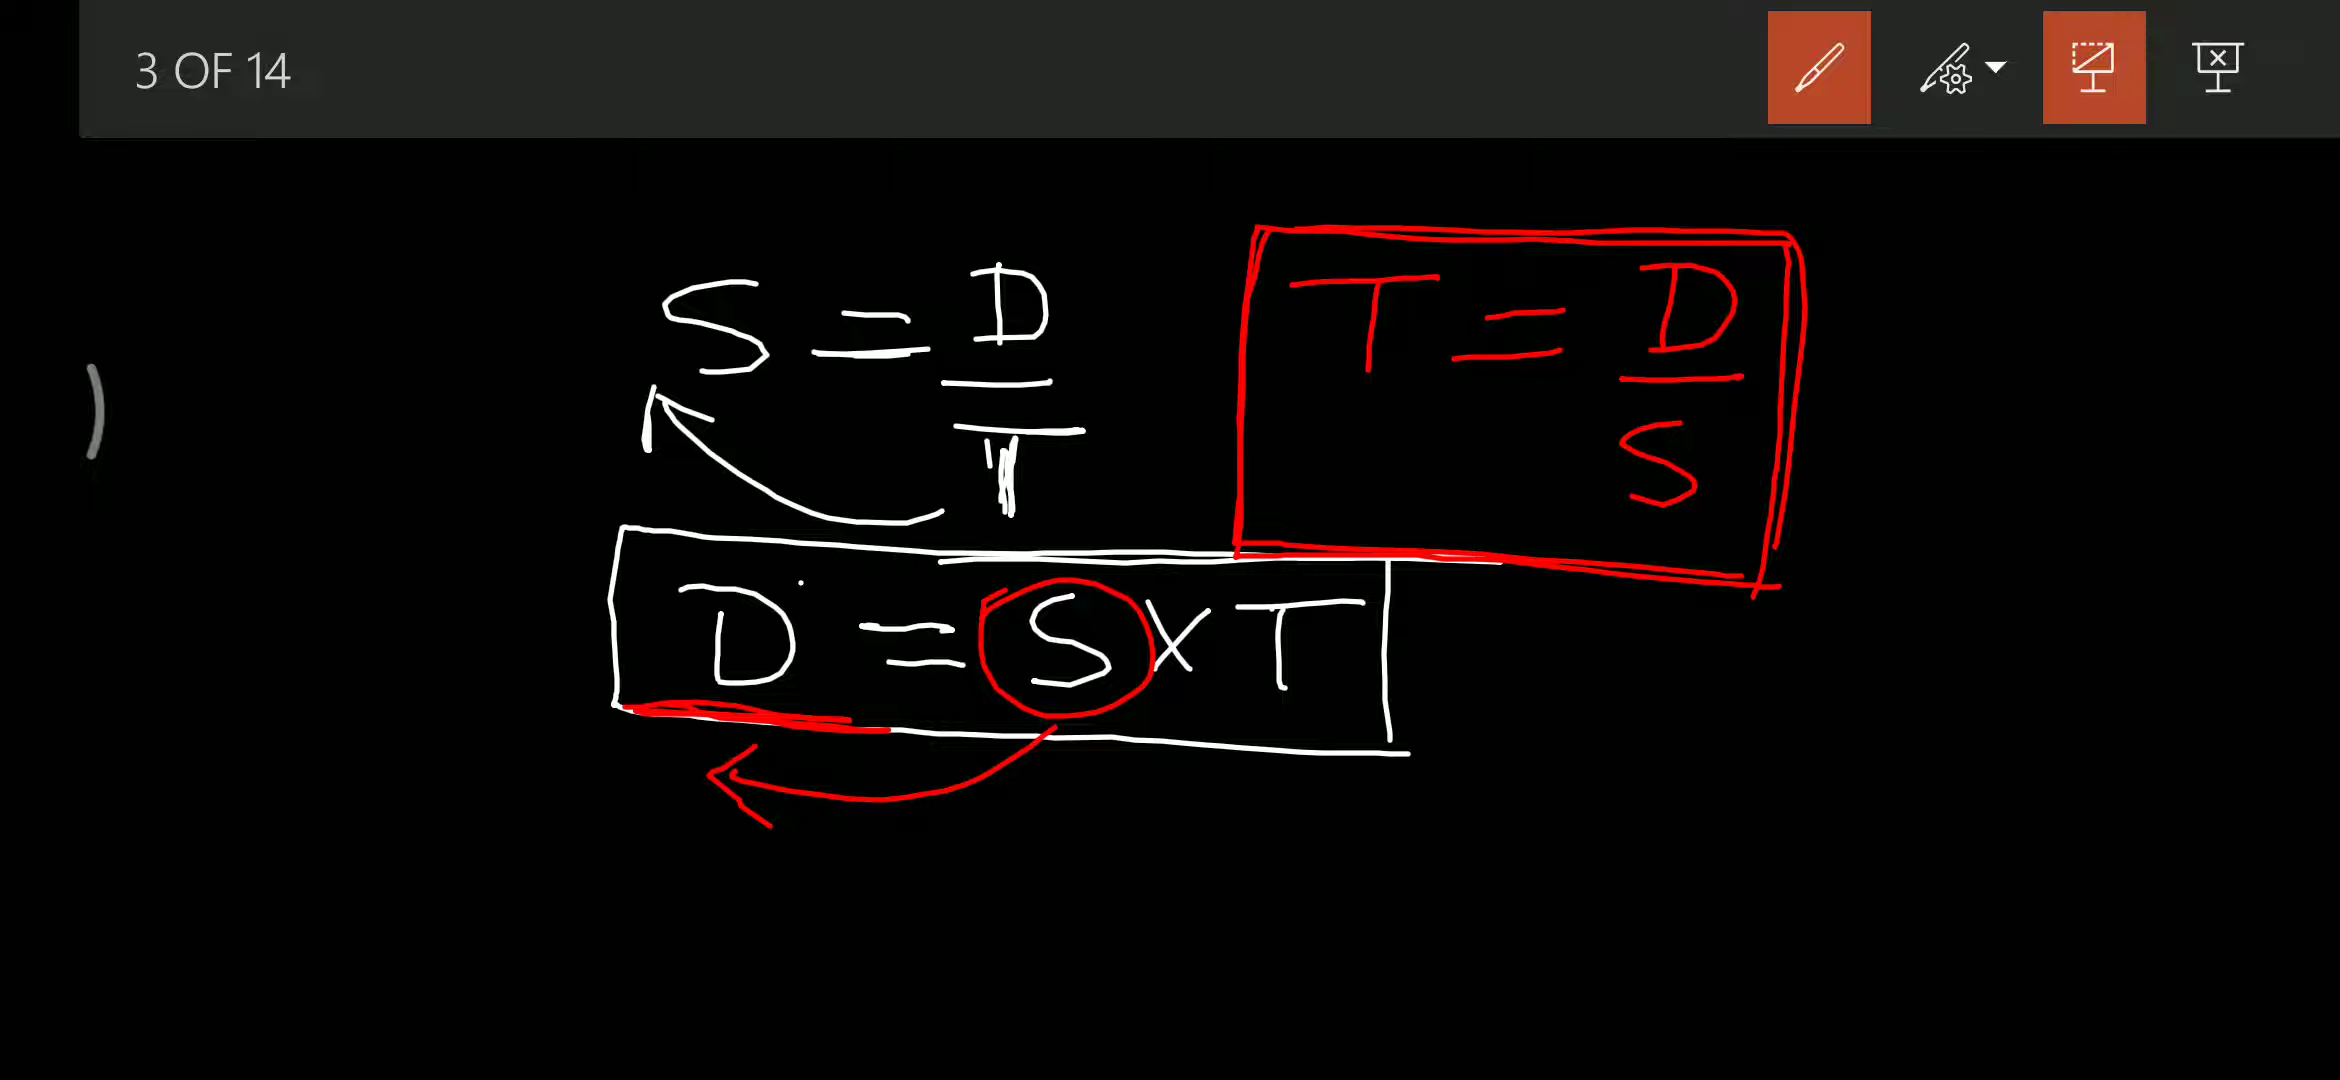 3 OF 14
S = D/T
T = D/S
D = S × T